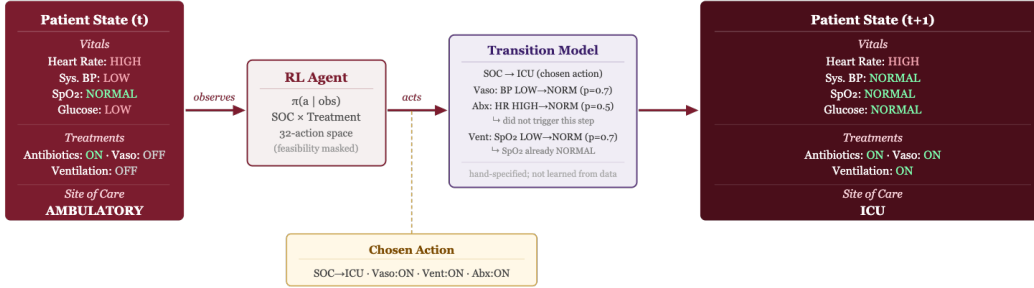 Patient State (t)
Vitals
Heart Rate: HIGH
Sys. BP: LOW
SpO₂: NORMAL
Glucose: LOW
Treatments
Antibiotics: ON · Vaso: OFF
Ventilation: OFF
Site of Care
AMBULATORY
observes
RL Agent
π(a | obs)
SOC × Treatment
32-action space
(feasibility masked)
acts
Transition Model
SOC → ICU (chosen action)
Vaso: BP LOW→NORM (p=0.7)
Abx: HR HIGH→NORM (p=0.5)
↳ did not trigger this step
Vent: SpO₂ LOW→NORM (p=0.7)
↳ SpO₂ already NORMAL
hand-specified; not learned from data
Patient State (t+1)
Vitals
Heart Rate: HIGH
Sys. BP: NORMAL
SpO₂: NORMAL
Glucose: NORMAL
Treatments
Antibiotics: ON · Vaso: ON
Ventilation: ON
Site of Care
ICU
Chosen Action
SOC→ICU · Vaso:ON · Vent:ON · Abx:ON